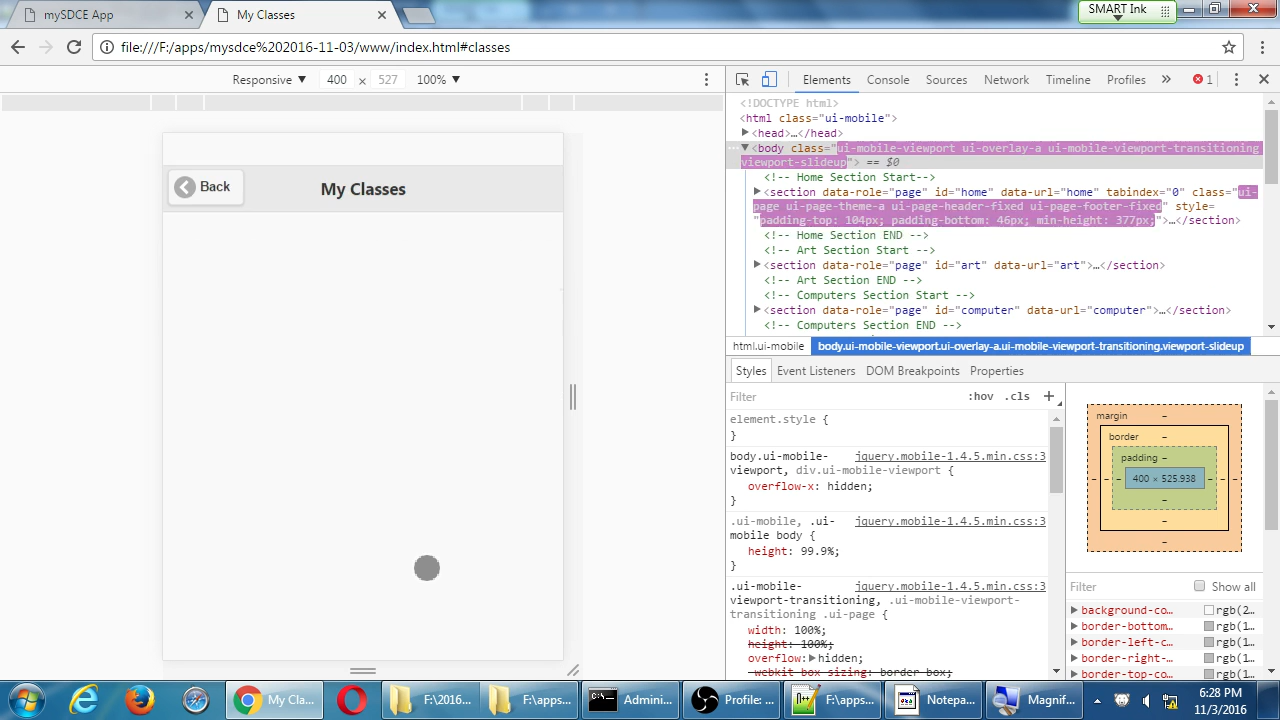 mySDCE App
My Classes
SMART Ink
file:///F:/apps/mysdce%202016-11-03/www/index.html#classes
Responsive ▼ 400 × 527 100% ▼
Elements Console Sources Network Timeline Profiles » 1
<!DOCTYPE html>
<html class="ui-mobile">
<head>…</head>
<body class="ui-mobile-viewport ui-overlay-a ui-mobile-viewport-transitioning
viewport-slideup"> == $0
<!-- Home Section Start-->
<section data-role="page" id="home" data-url="home" tabindex="0" class="ui-
page ui-page-theme-a ui-page-header-fixed ui-page-footer-fixed" style=
"padding-top: 104px; padding-bottom: 46px; min-height: 377px;">…</section>
<!-- Home Section END -->
<!-- Art Section Start -->
<section data-role="page" id="art" data-url="art">…</section>
<!-- Art Section END -->
<!-- Computers Section Start -->
<section data-role="page" id="computer" data-url="computer">…</section>
<!-- Computers Section END -->
html.ui-mobile body.ui-mobile-viewport.ui-overlay-a.ui-mobile-viewport-transitioning.viewport-slideup
Back
My Classes
Styles Event Listeners DOM Breakpoints Properties
Filter :hov .cls +
element.style {
}
body.ui-mobile- jquery.mobile-1.4.5.min.css:3
viewport, div.ui-mobile-viewport {
overflow-x: hidden;
}
.ui-mobile, .ui- jquery.mobile-1.4.5.min.css:3
mobile body {
height: 99.9%;
}
.ui-mobile- jquery.mobile-1.4.5.min.css:3
viewport-transitioning, .ui-mobile-viewport-
transitioning .ui-page {
width: 100%;
height: 100%;
overflow: hidden;
-webkit-box-sizing: border-box;
margin –
border –
padding –
– – – 400 × 525.938 – – –
–
–
–
Filter Show all
background-co… rgb(2…
border-bottom… rgb(1…
border-left-c… rgb(1…
border-right-… rgb(1…
border-top-co… rgb(1…
My Cla...
F:\2016...
F:\apps...
Admini...
Profile: ...
F:\apps...
Notepa...
Magnif...
6:28 PM
11/3/2016